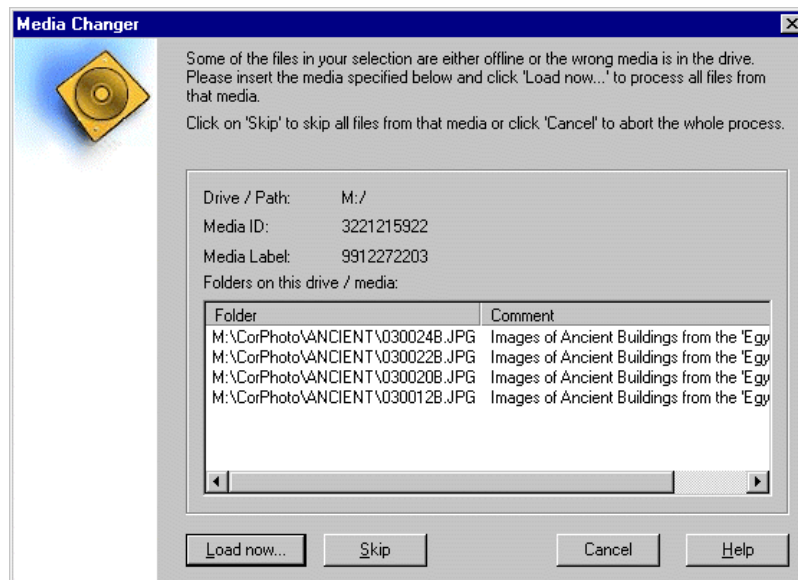 Media Changer
Some of the files in your selection are either offline or the wrong media is in the drive.
Please insert the media specified below and click 'Load now...' to process all files from
that media.
Click on 'Skip' to skip all files from that media or click 'Cancel' to abort the whole process.
Drive / Path: M:/
Media ID: 3221215922
Media Label: 9912272203
Folders on this drive / media:
Folder Comment
M:\CorPhoto\ANCIENT\030024B.JPG Images of Ancient Buildings from the 'Egy
M:\CorPhoto\ANCIENT\030022B.JPG Images of Ancient Buildings from the 'Egy
M:\CorPhoto\ANCIENT\030020B.JPG Images of Ancient Buildings from the 'Egy
M:\CorPhoto\ANCIENT\030012B.JPG Images of Ancient Buildings from the 'Egy
Load now... Skip Cancel Help